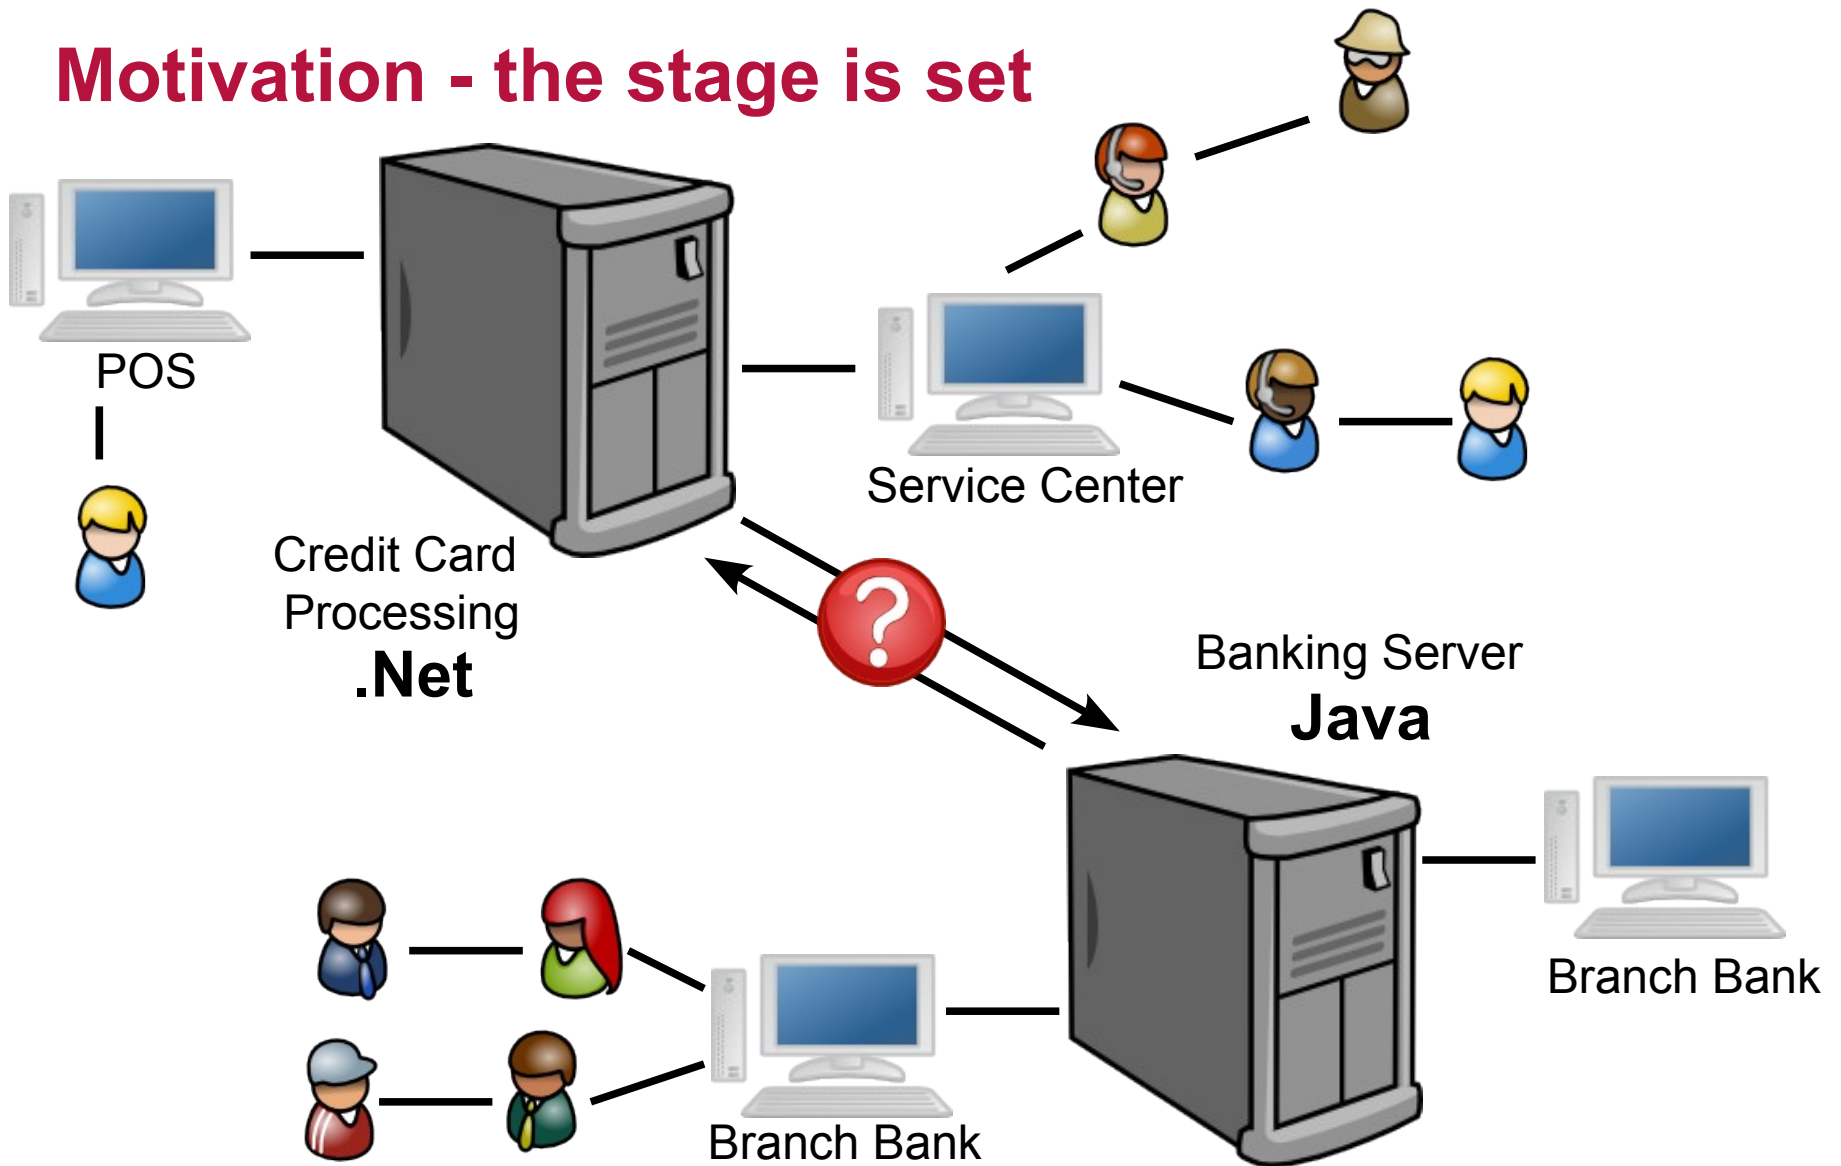 Motivation - the stage is set
POS
Service Center
Credit Card
Processing
.Net
?
Banking Server
Java
Branch Bank
Branch Bank